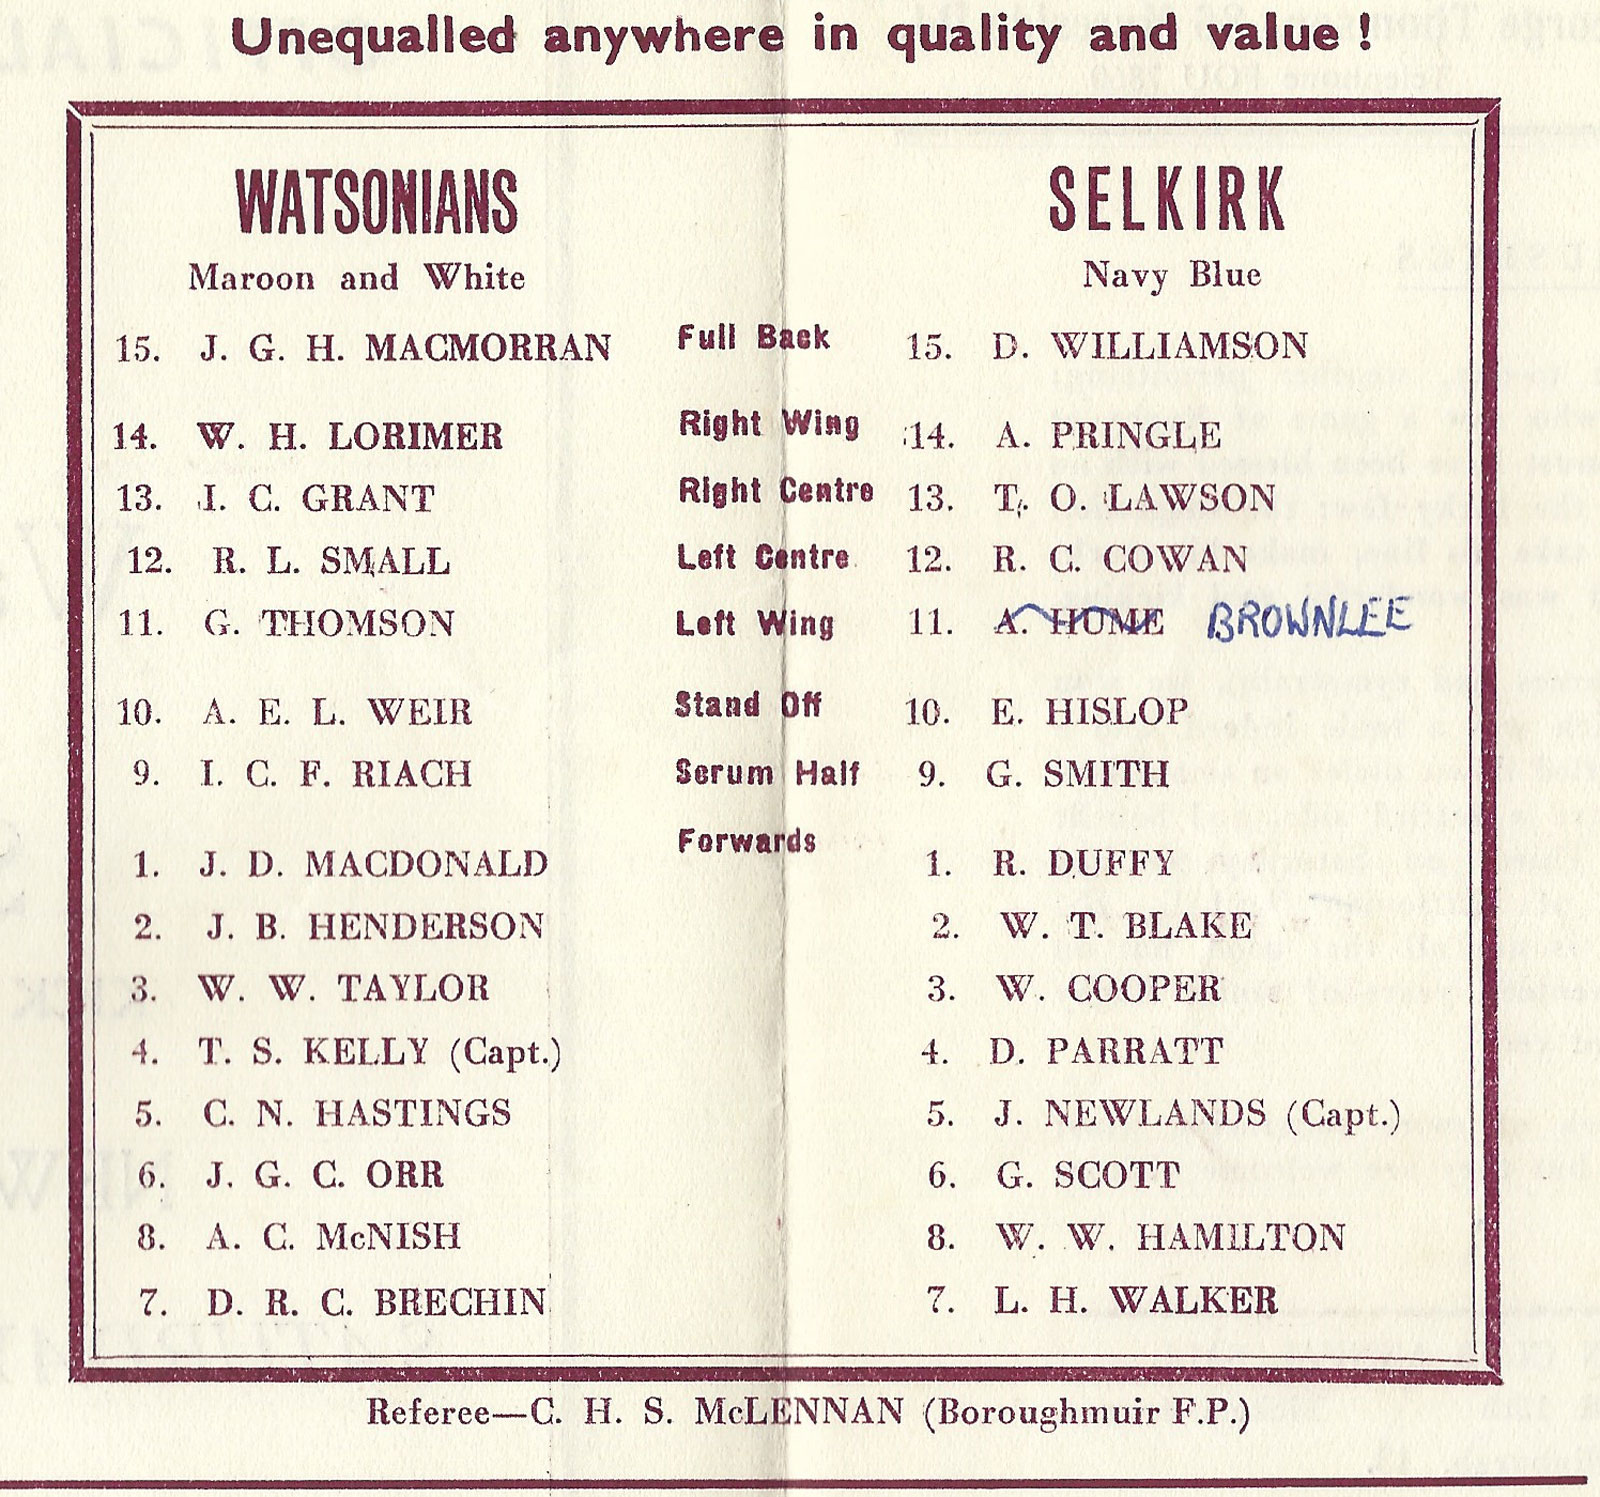 Unequalled anywhere in quality and value!
WATSONIANS SELKIRK
Maroon and White Navy Blue
15. J. G. H. MACMORRAN Full Back 15. D. WILLIAMSON
14. W. H. LORIMER Right Wing 14. A. PRINGLE
13. I. C. GRANT Right Centre 13. T. O. LAWSON
12. R. L. SMALL Left Centre 12. R. C. COWAN
11. G. THOMSON Left Wing 11. A. HUME BROWNLEE
10. A. E. L. WEIR Stand Off 10. E. HISLOP
9. I. C. F. RIACH Scrum Half 9. G. SMITH
Forwards
1. J. D. MACDONALD 1. R. DUFFY
2. J. B. HENDERSON 2. W. T. BLAKE
3. W. W. TAYLOR 3. W. COOPER
4. T. S. KELLY (Capt.) 4. D. PARRATT
5. C. N. HASTINGS 5. J. NEWLANDS (Capt.)
6. J. G. C. ORR 6. G. SCOTT
8. A. C. McNISH 8. W. W. HAMILTON
7. D. R. C. BRECHIN 7. L. H. WALKER
Referee—C. H. S. McLENNAN (Boroughmuir F.P.)